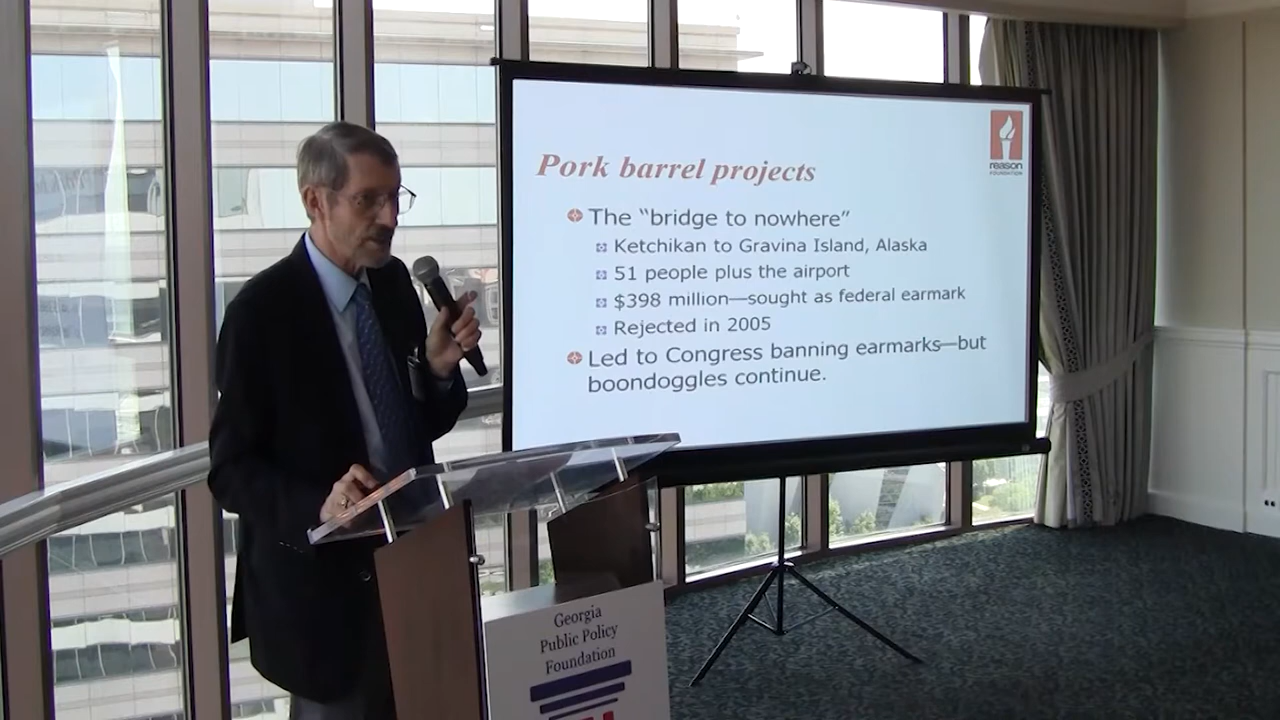 Pork barrel projects
The “bridge to nowhere”
Ketchikan to Gravina Island, Alaska
51 people plus the airport
$398 million—sought as federal earmark
Rejected in 2005
Led to Congress banning earmarks—but
boondoggles continue.
reason
FOUNDATION
Georgia
Public Policy
Foundation